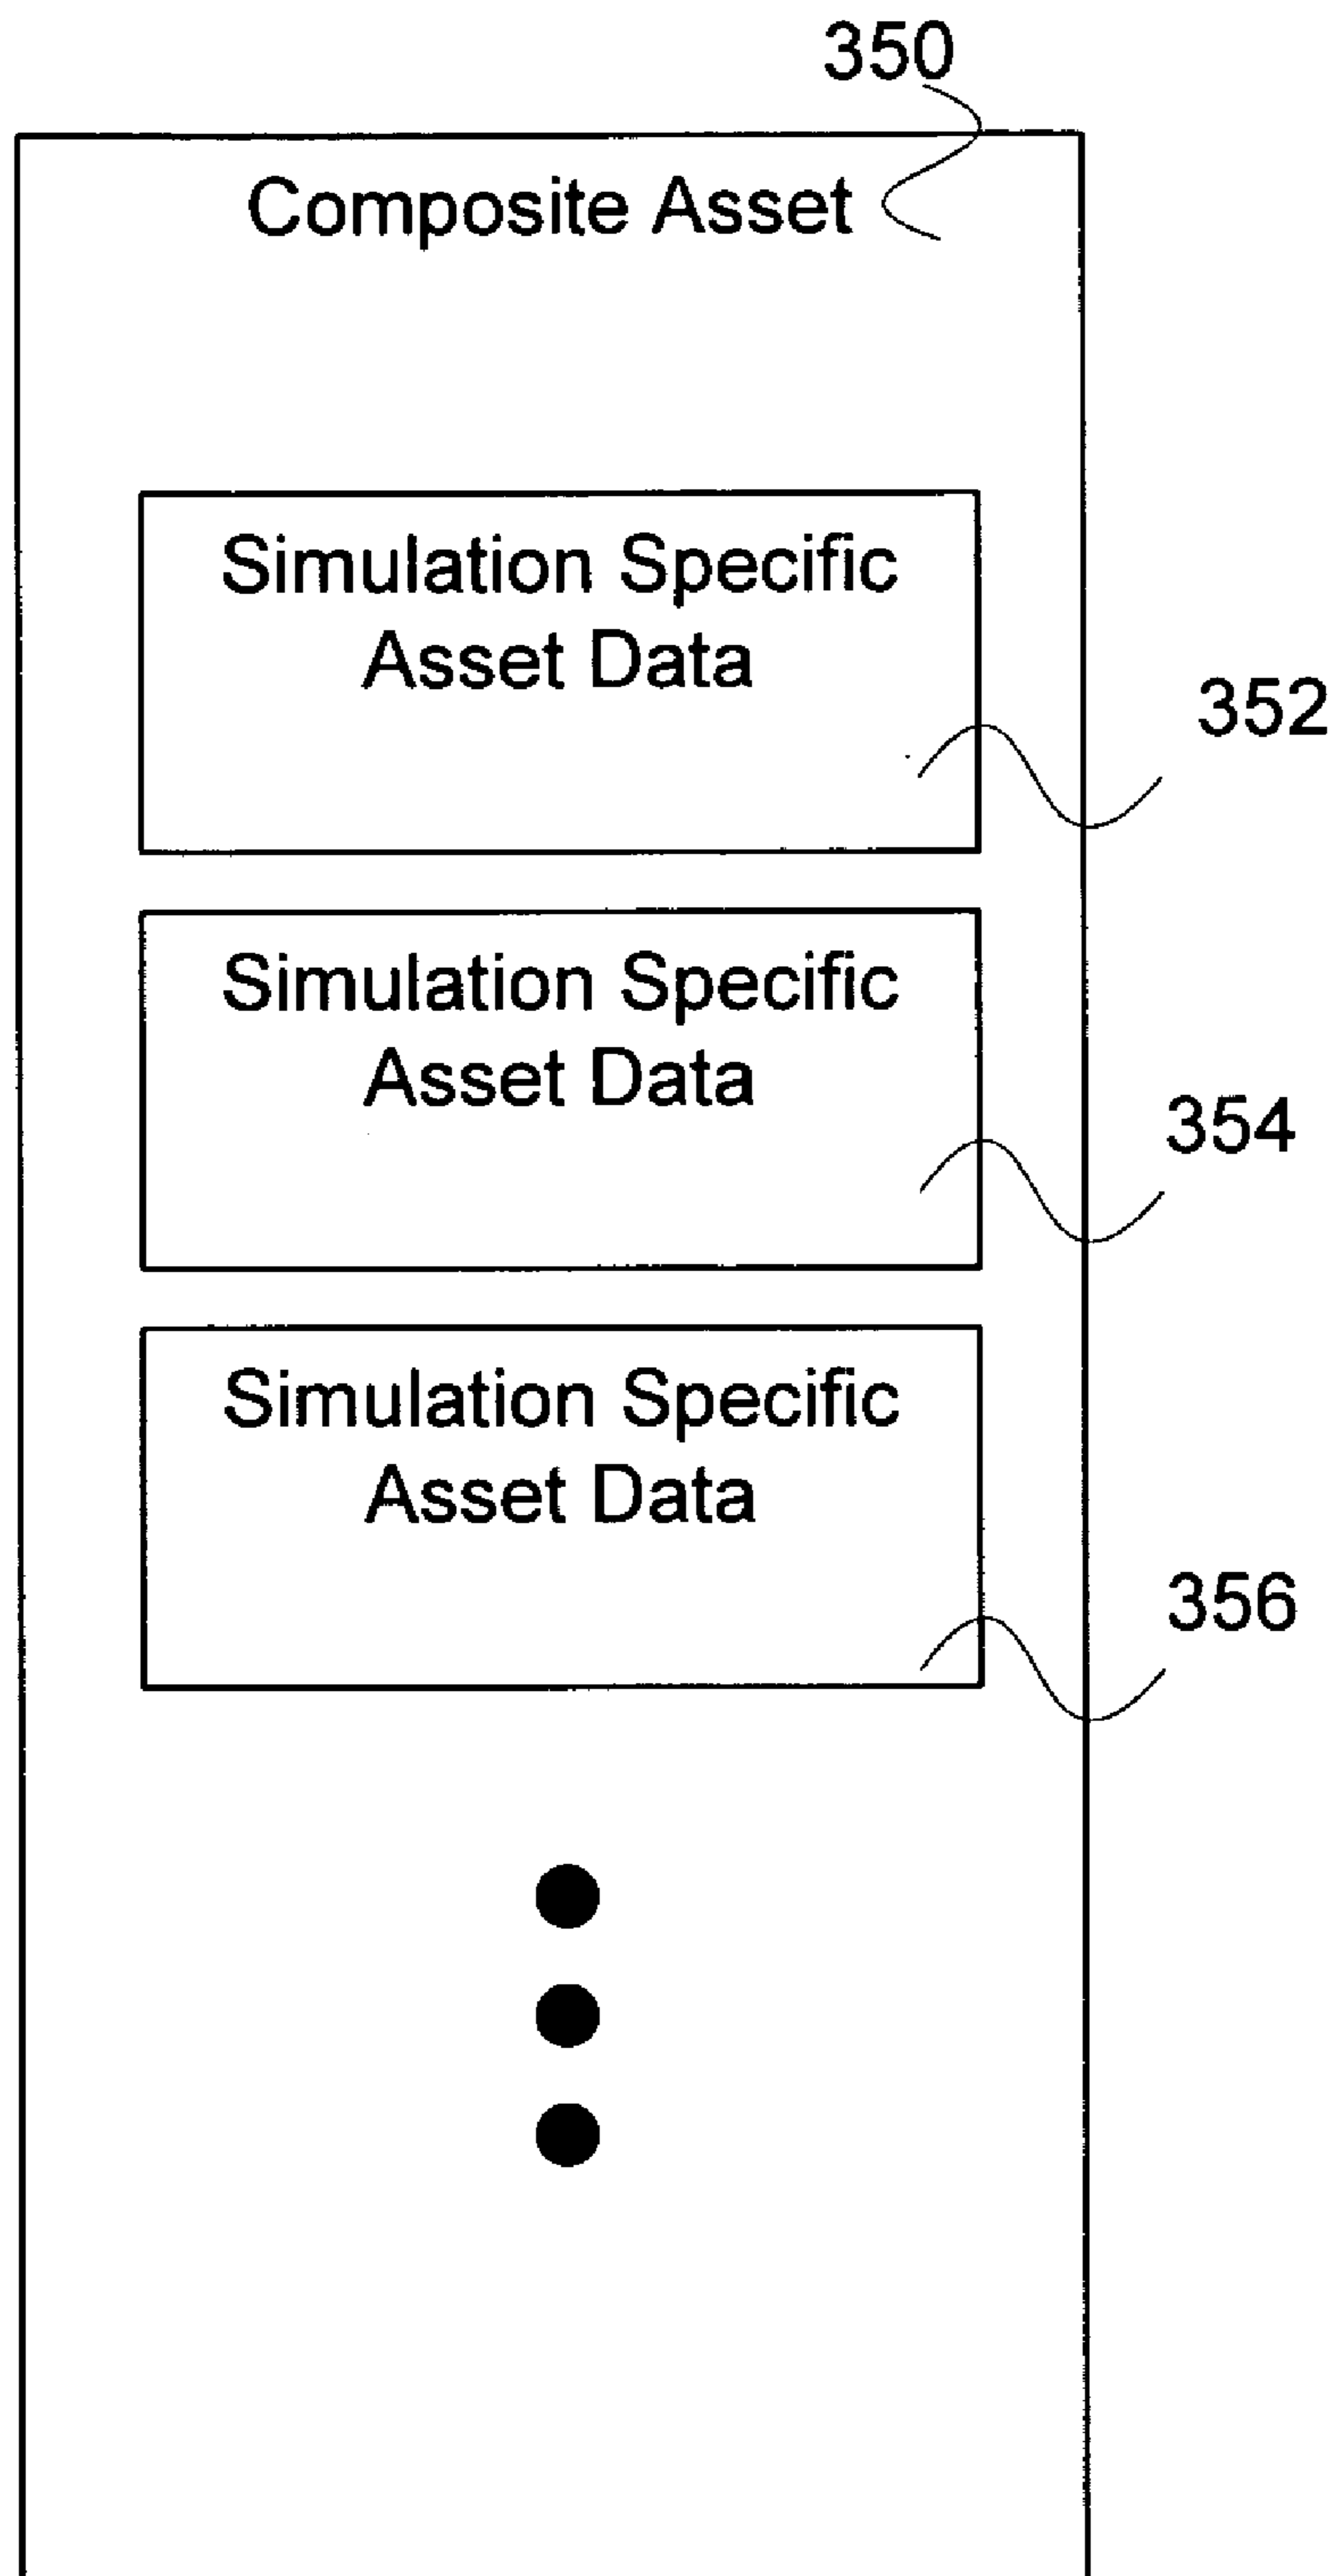 350
Composite Asset
Simulation Specific
Asset Data
352
Simulation Specific
Asset Data
354
Simulation Specific
Asset Data
356